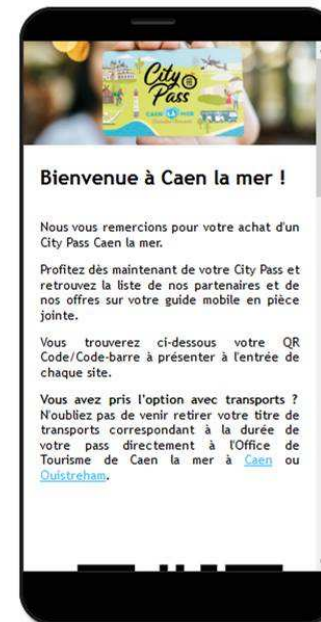 City
Pass
CAEN LA MER
Bienvenue à Caen la mer !
Nous vous remercions pour votre achat d'un
City Pass Caen la mer.
Profitez dès maintenant de votre City Pass et
retrouvez la liste de nos partenaires et de
nos offres sur votre guide mobile en pièce
jointe.
Vous trouverez ci-dessous votre QR
Code/Code-barre à présenter à l'entrée de
chaque site.
Vous avez pris l'option avec transports ?
N'oubliez pas de venir retirer votre titre de
transports correspondant à la durée de
votre pass directement à l'Office de
Tourisme de Caen la mer à Caen ou
Ouistreham.